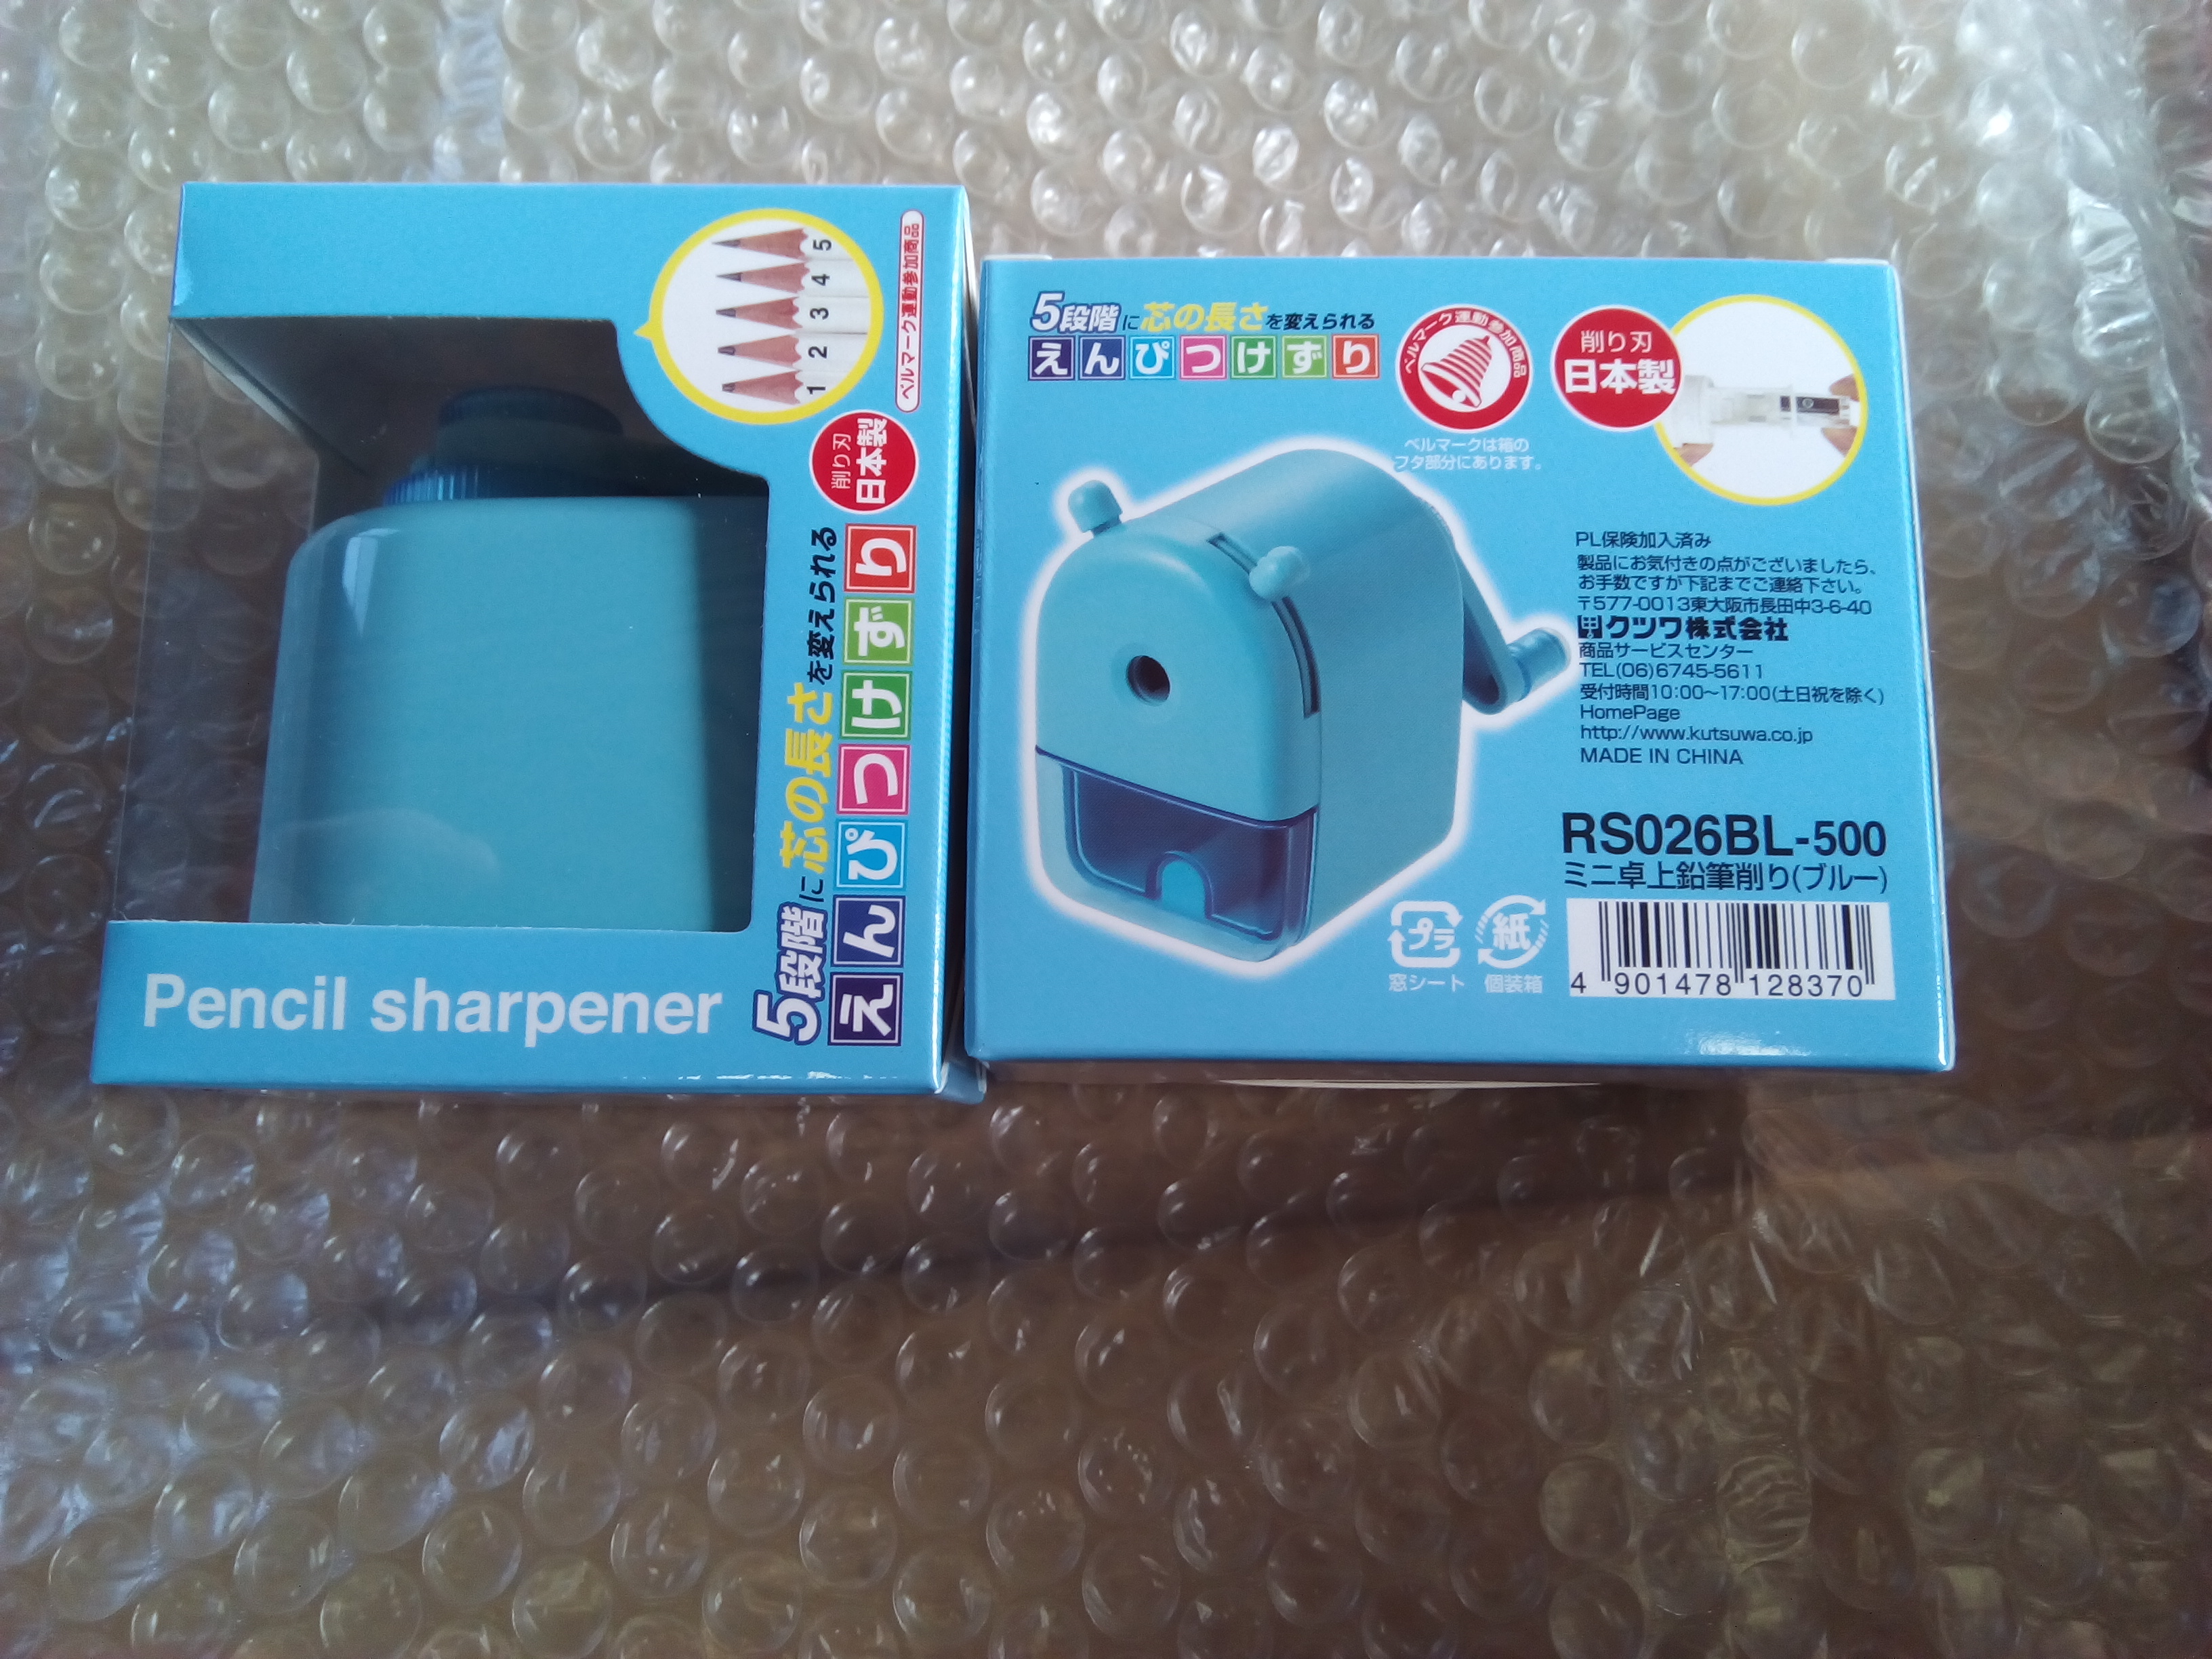 5 4 3 2 1
ベルマーク運動参加商品
削り刃
日本製
5段階に芯の長さを変えられる
えんぴつけずり
Pencil sharpener
5段階に芯の長さを変えられる
えんぴつけずり
ベルマーク運動参加商品
ベルマークは箱の
フタ部分にあります。
削り刃
日本製
PL保険加入済み
製品にお気付きの点がございましたら、
お手数ですが下記までご連絡下さい。
〒577-0013東大阪市長田中3-6-40
クツワ株式会社
商品サービスセンター
TEL(06)6745-5611
受付時間10:00～17:00(土日祝を除く)
HomePage
http://www.kutsuwa.co.jp
MADE IN CHINA
RS026BL-500
ミニ卓上鉛筆削り(ブルー)
プラ
窓シート
紙
個装箱
4 901478 128370